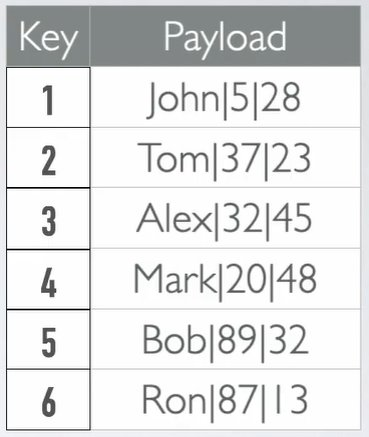 Key Payload
1 John|5|28
2 Tom|37|23
3 Alex|32|45
4 Mark|20|48
5 Bob|89|32
6 Ron|87|13